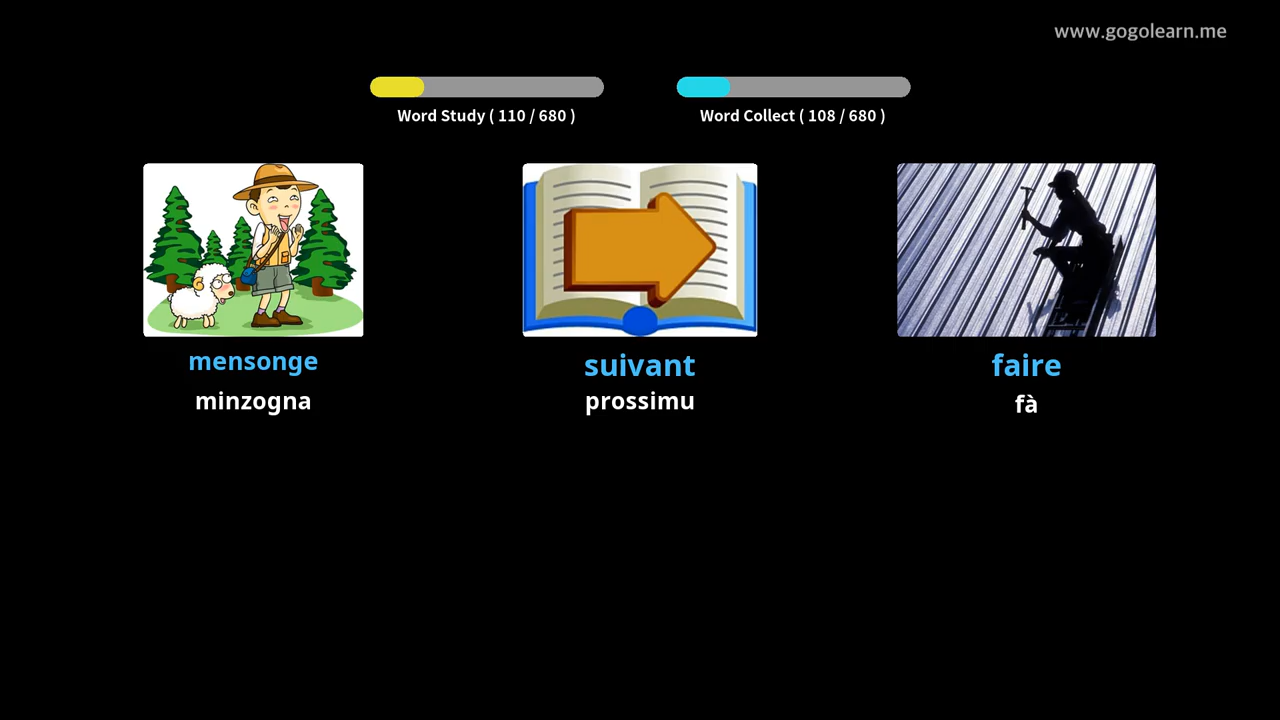 www.gogolearn.me
Word Study ( 110 / 680 )
Word Collect ( 108 / 680 )
mensonge
suivant
faire
minzogna
prossimu
fà